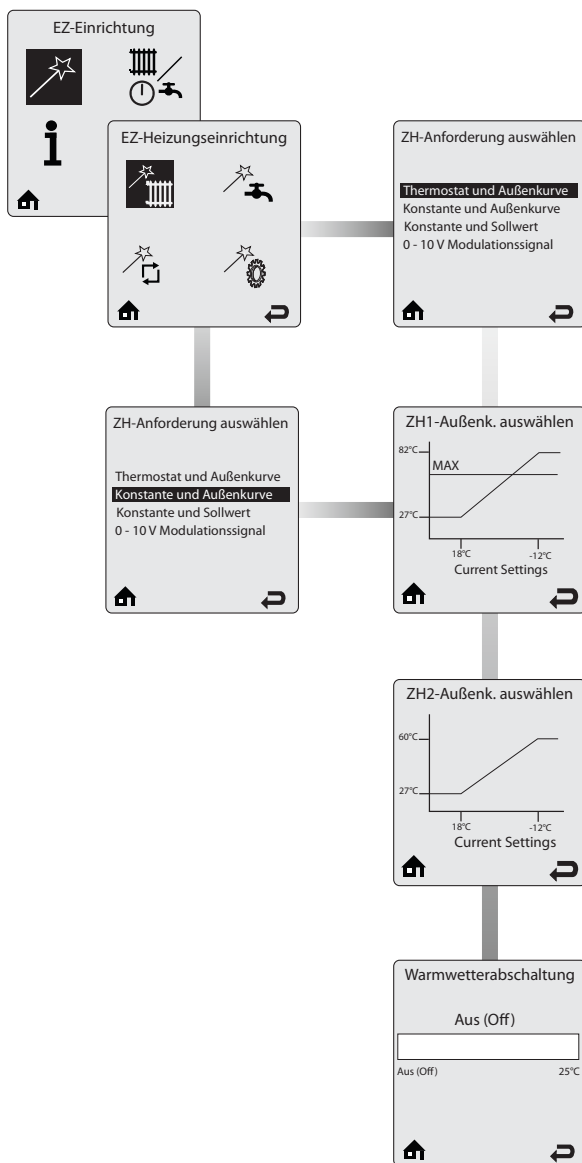 EZ-Einrichtung
EZ-Heizungseinrichtung
ZH-Anforderung auswählen
Thermostat und Außenkurve
Konstante und Außenkurve
Konstante und Sollwert
0 - 10 V Modulationssignal
ZH-Anforderung auswählen
Thermostat und Außenkurve
Konstante und Außenkurve
Konstante und Sollwert
0 - 10 V Modulationssignal
ZH1-Außenk. auswählen
82°C
MAX
27°C
18°C -12°C
Current Settings
ZH2-Außenk. auswählen
60°C
27°C
18°C -12°C
Current Settings
Warmwetterabschaltung
Aus (Off)
Aus (Off) 25°C